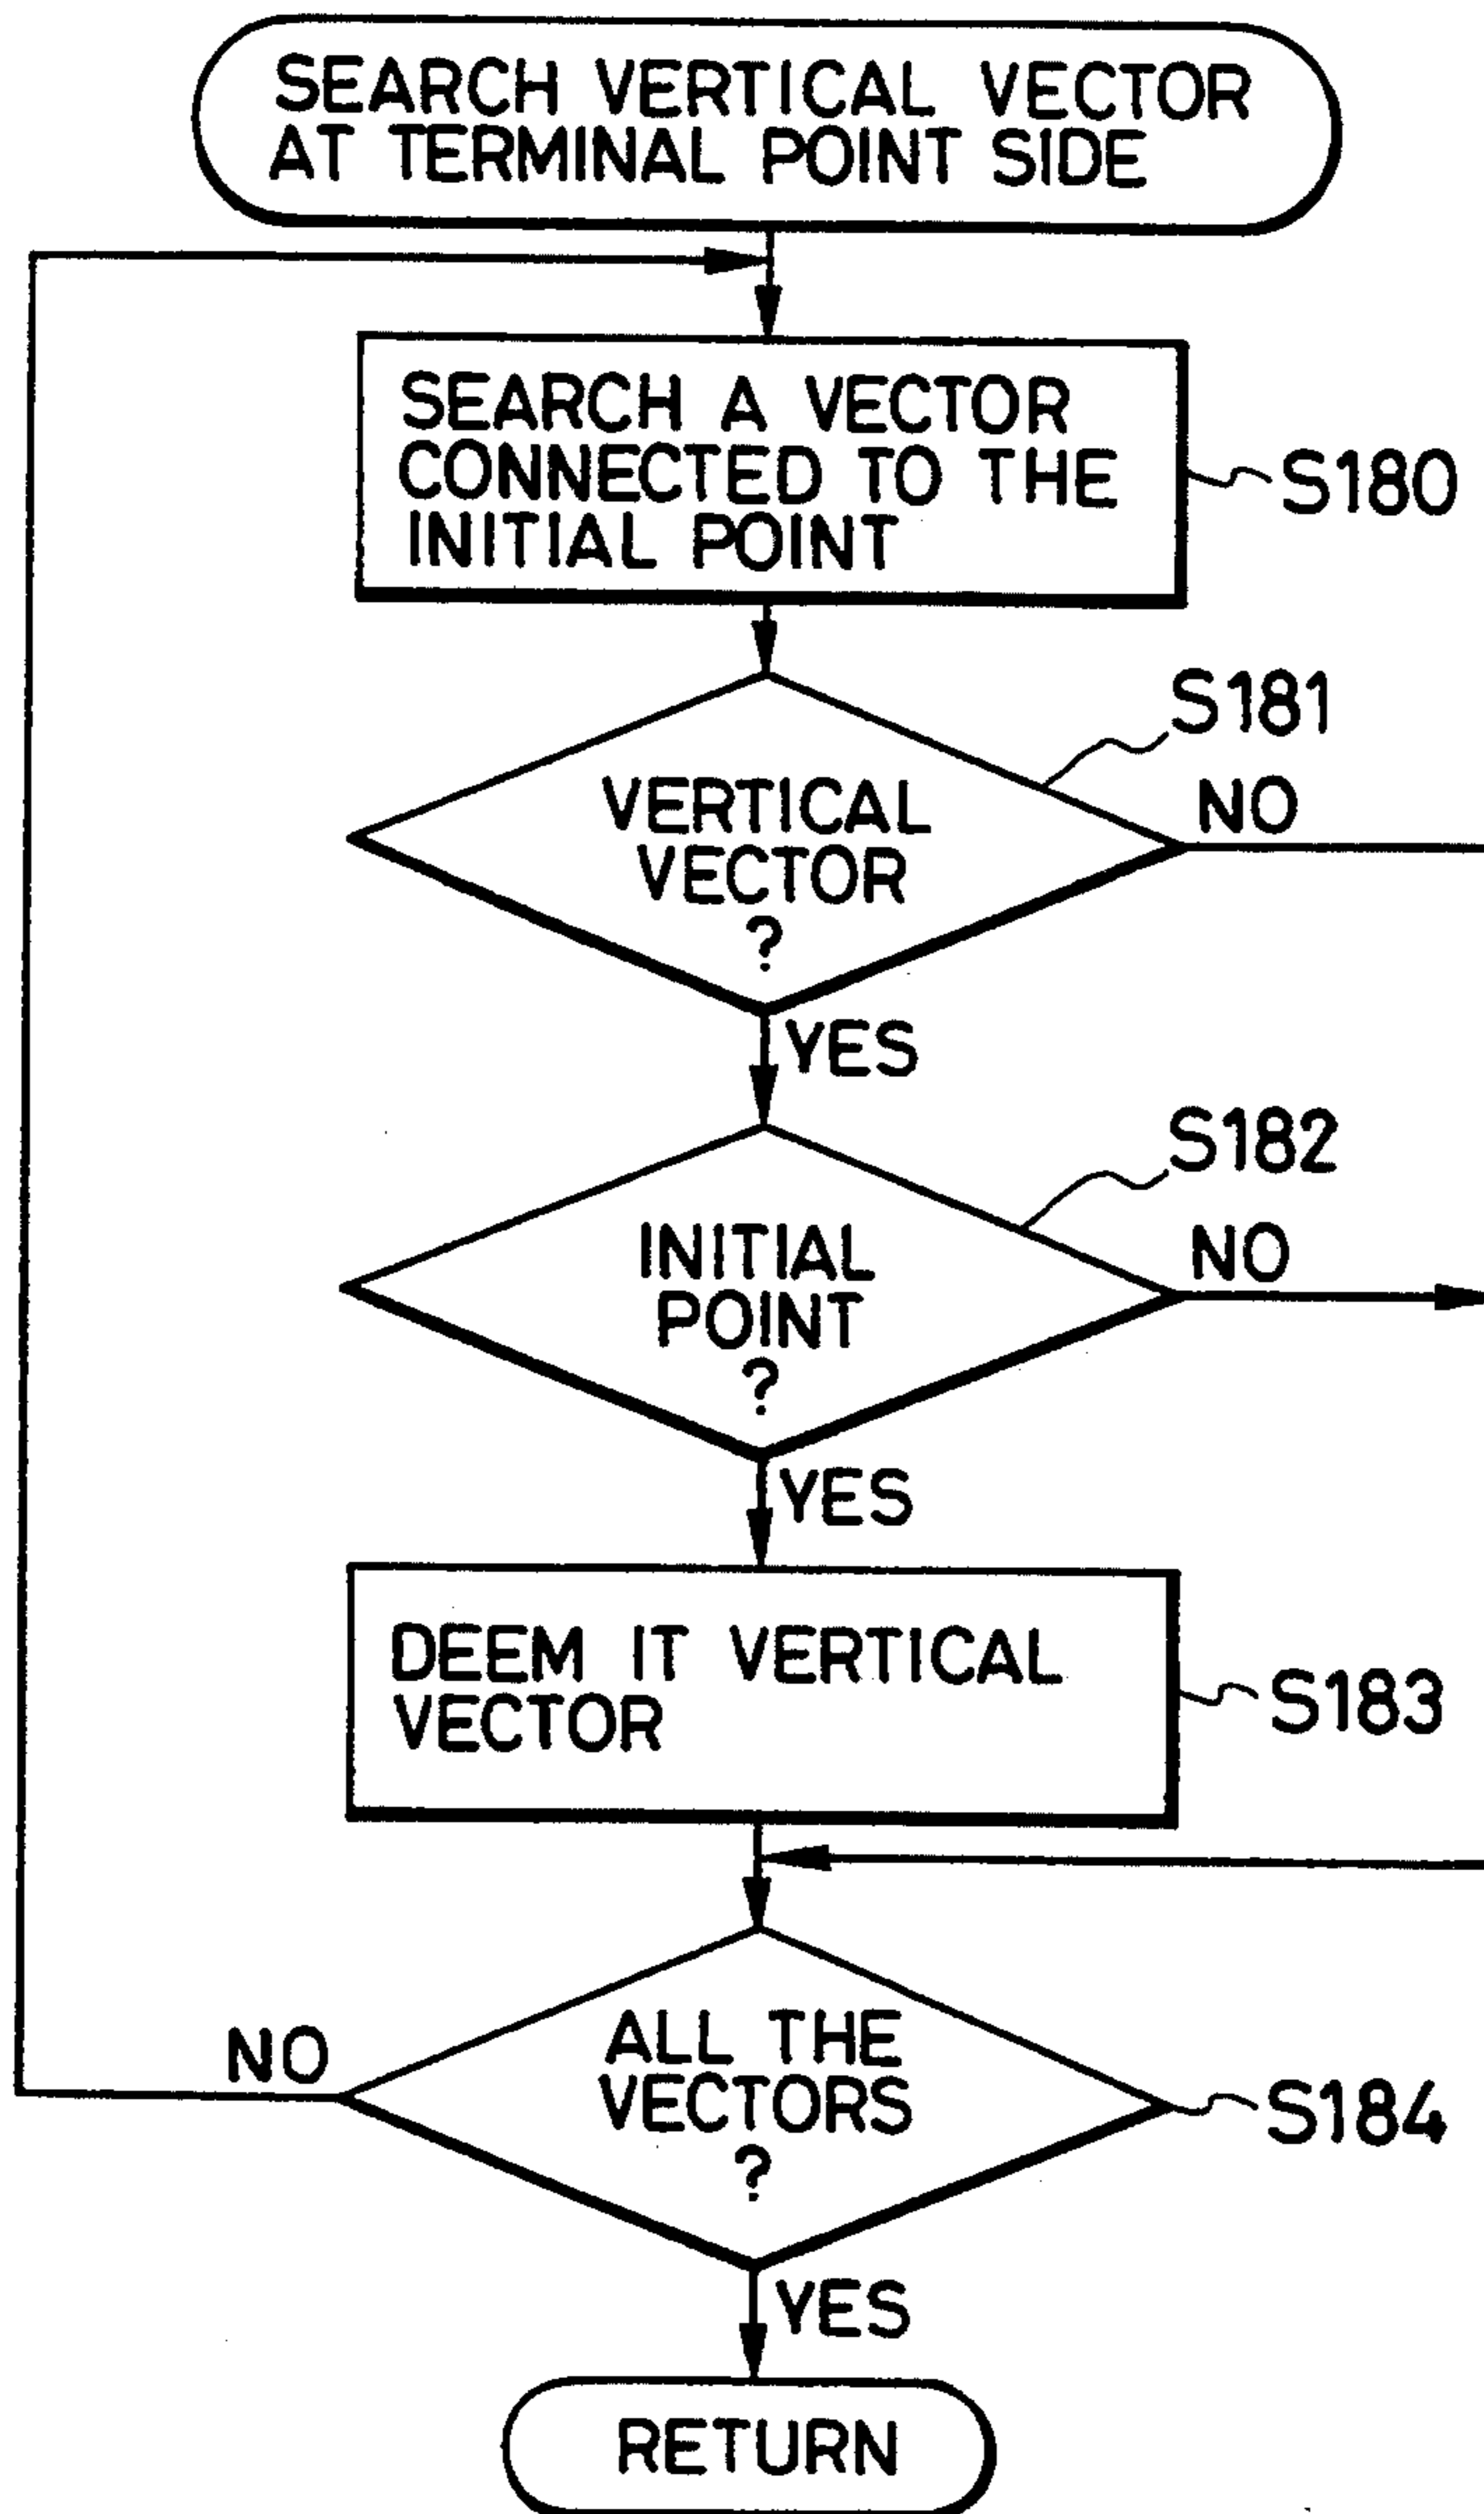 SEARCH VERTICAL VECTOR
AT TERMINAL POINT SIDE
SEARCH A VECTOR
CONNECTED TO THE
INITIAL POINT
S180
S181
VERTICAL
VECTOR
?
NO
YES
S182
INITIAL
POINT
?
NO
YES
DEEM IT VERTICAL
VECTOR
S183
ALL THE
VECTORS
?
NO
S184
YES
RETURN